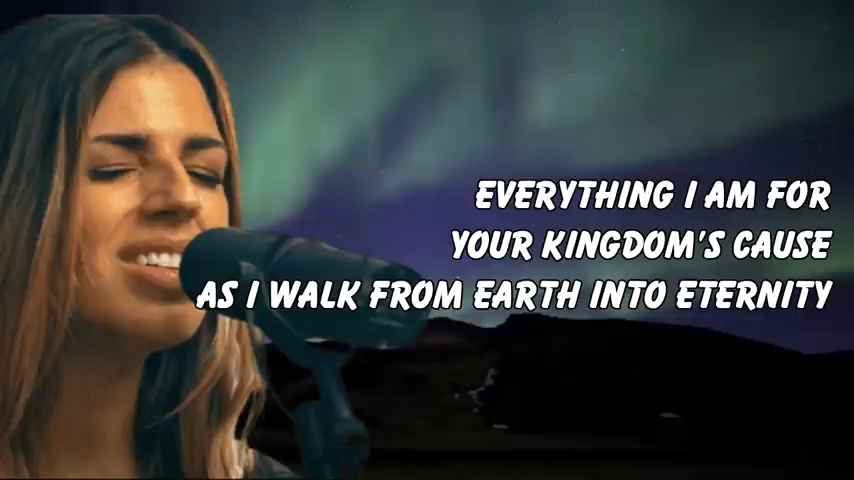 EVERYTHING I AM FOR
YOUR KINGDOM'S CAUSE
AS I WALK FROM EARTH INTO ETERNITY